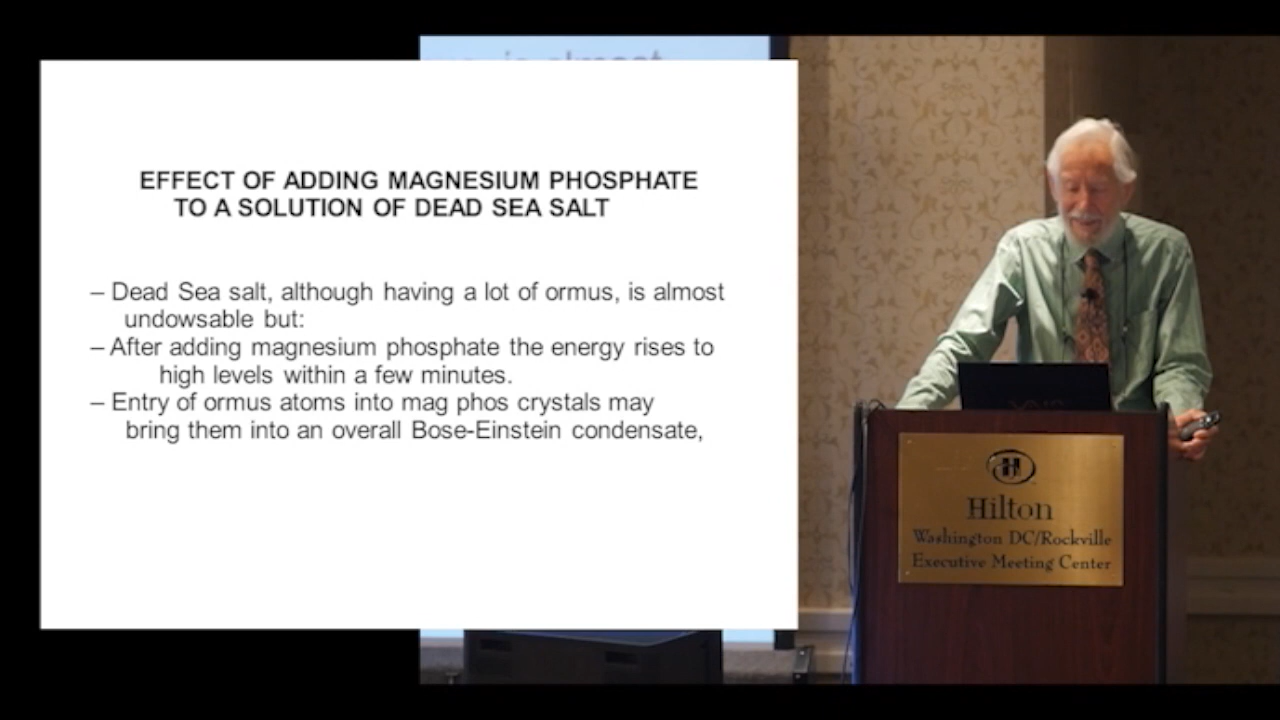 EFFECT OF ADDING MAGNESIUM PHOSPHATE
TO A SOLUTION OF DEAD SEA SALT
– Dead Sea salt, although having a lot of ormus, is almost
undowsable but:
– After adding magnesium phosphate the energy rises to
high levels within a few minutes.
– Entry of ormus atoms into mag phos crystals may
bring them into an overall Bose-Einstein condensate,
is almost
Hilton
Washington DC/Rockville
Executive Meeting Center